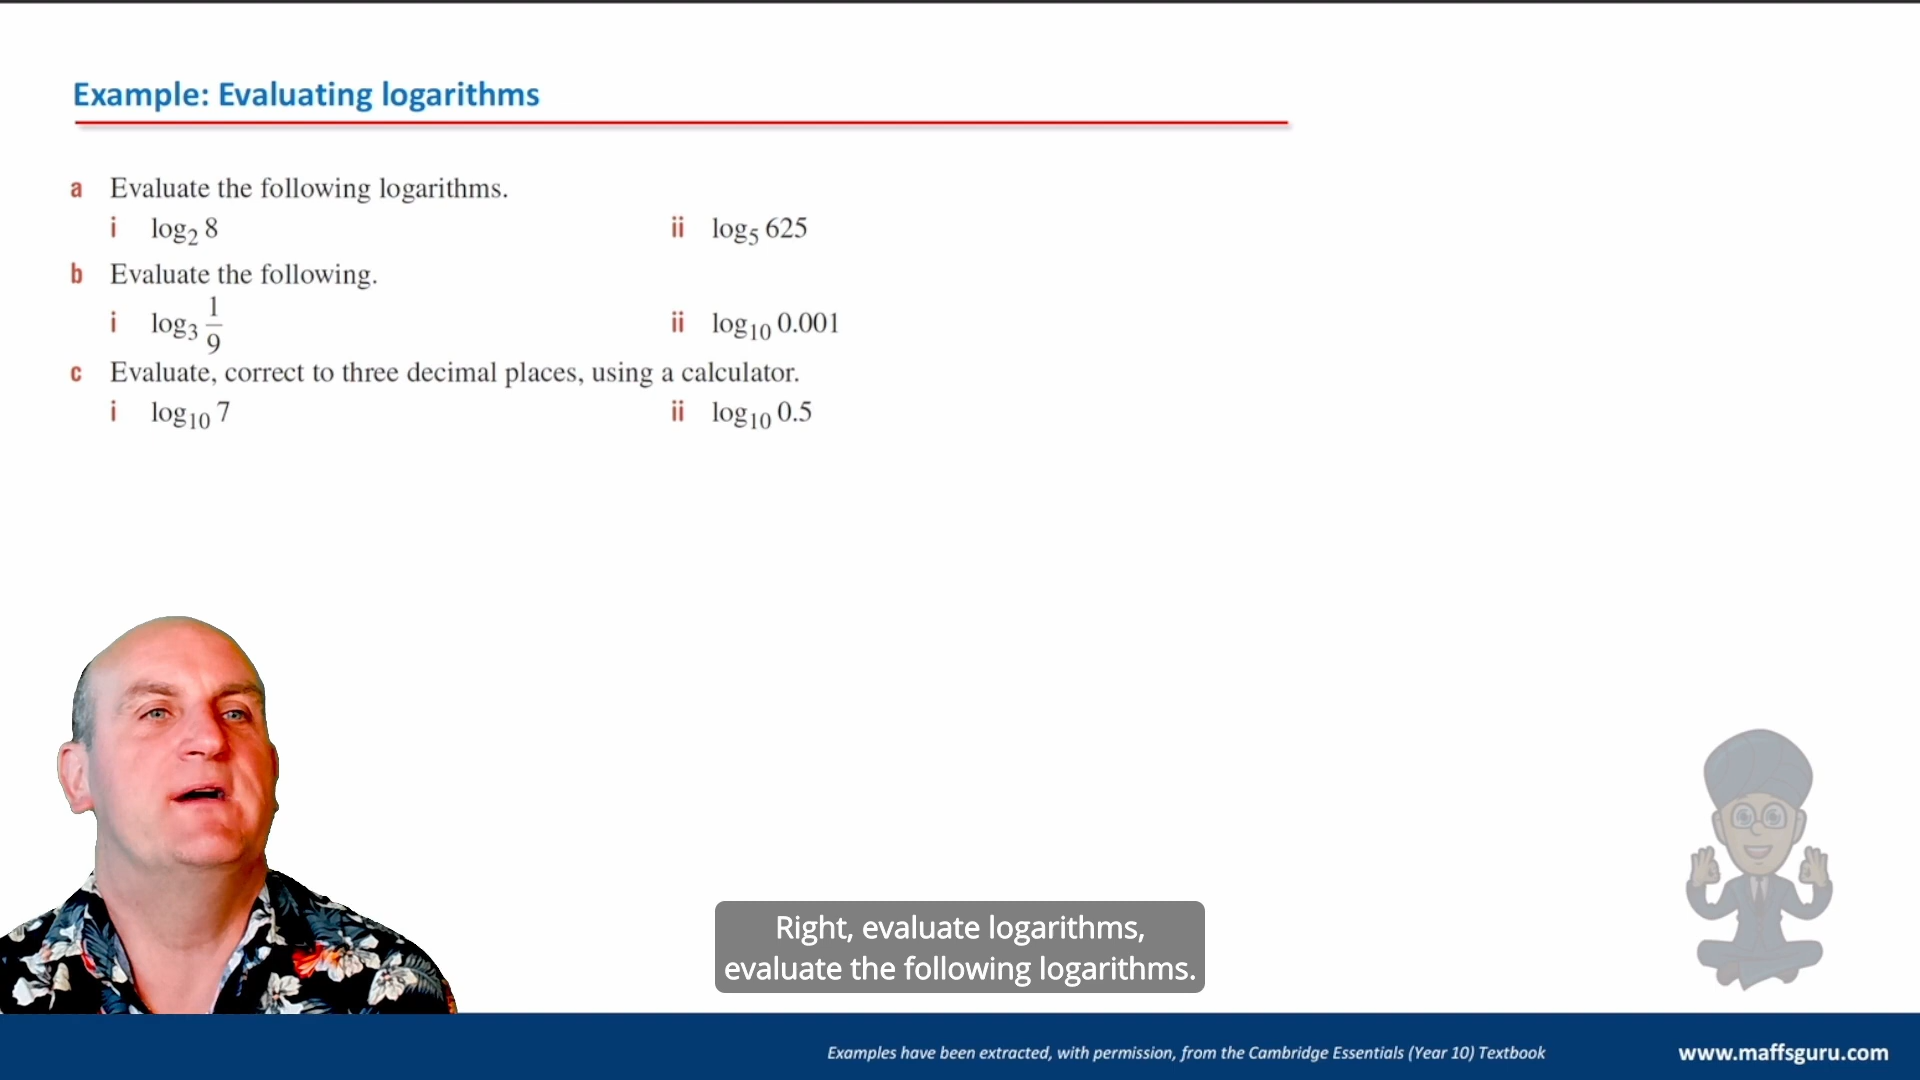 Example: Evaluating logarithms
a Evaluate the following logarithms.
i log₂ 8 ii log₅ 625
b Evaluate the following.
i log₃ 1/9 ii log₁₀ 0.001
c Evaluate, correct to three decimal places, using a calculator.
i log₁₀ 7 ii log₁₀ 0.5
Right, evaluate logarithms,
evaluate the following logarithms.
Examples have been extracted, with permission, from the Cambridge Essentials (Year 10) Textbook
www.maffsguru.com